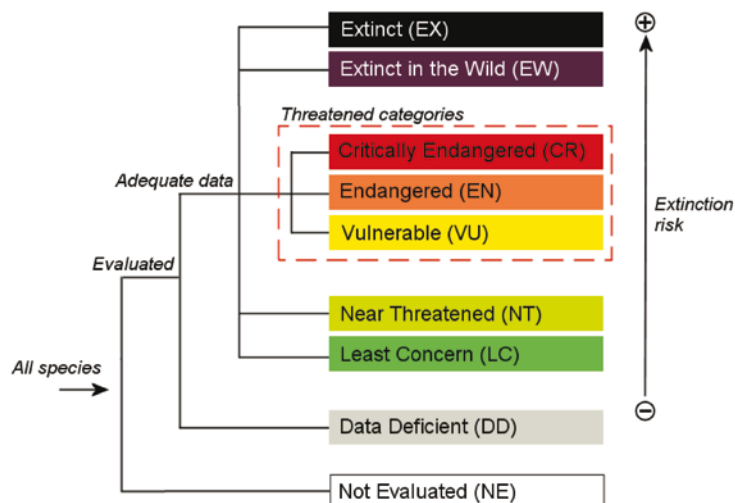 Extinct (EX)
Extinct in the Wild (EW)
Threatened categories
Critically Endangered (CR)
Adequate data
Endangered (EN)
Extinction
risk
Vulnerable (VU)
Evaluated
Near Threatened (NT)
Least Concern (LC)
All species
Data Deficient (DD)
Not Evaluated (NE)